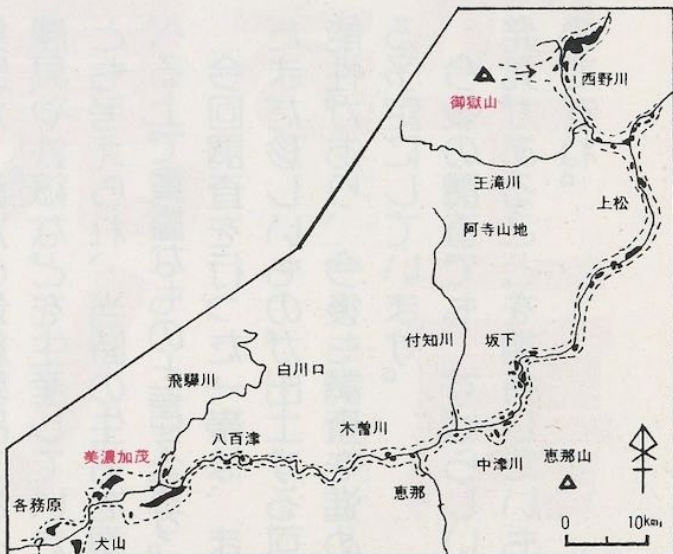 西野川
御獄山
王滝川
上松
阿寺山地
付知川
坂下
白川口
飛驒川
八百津
木曽川
美濃加茂
中津川
恵那山
恵那
各務原
犬山
0 10km